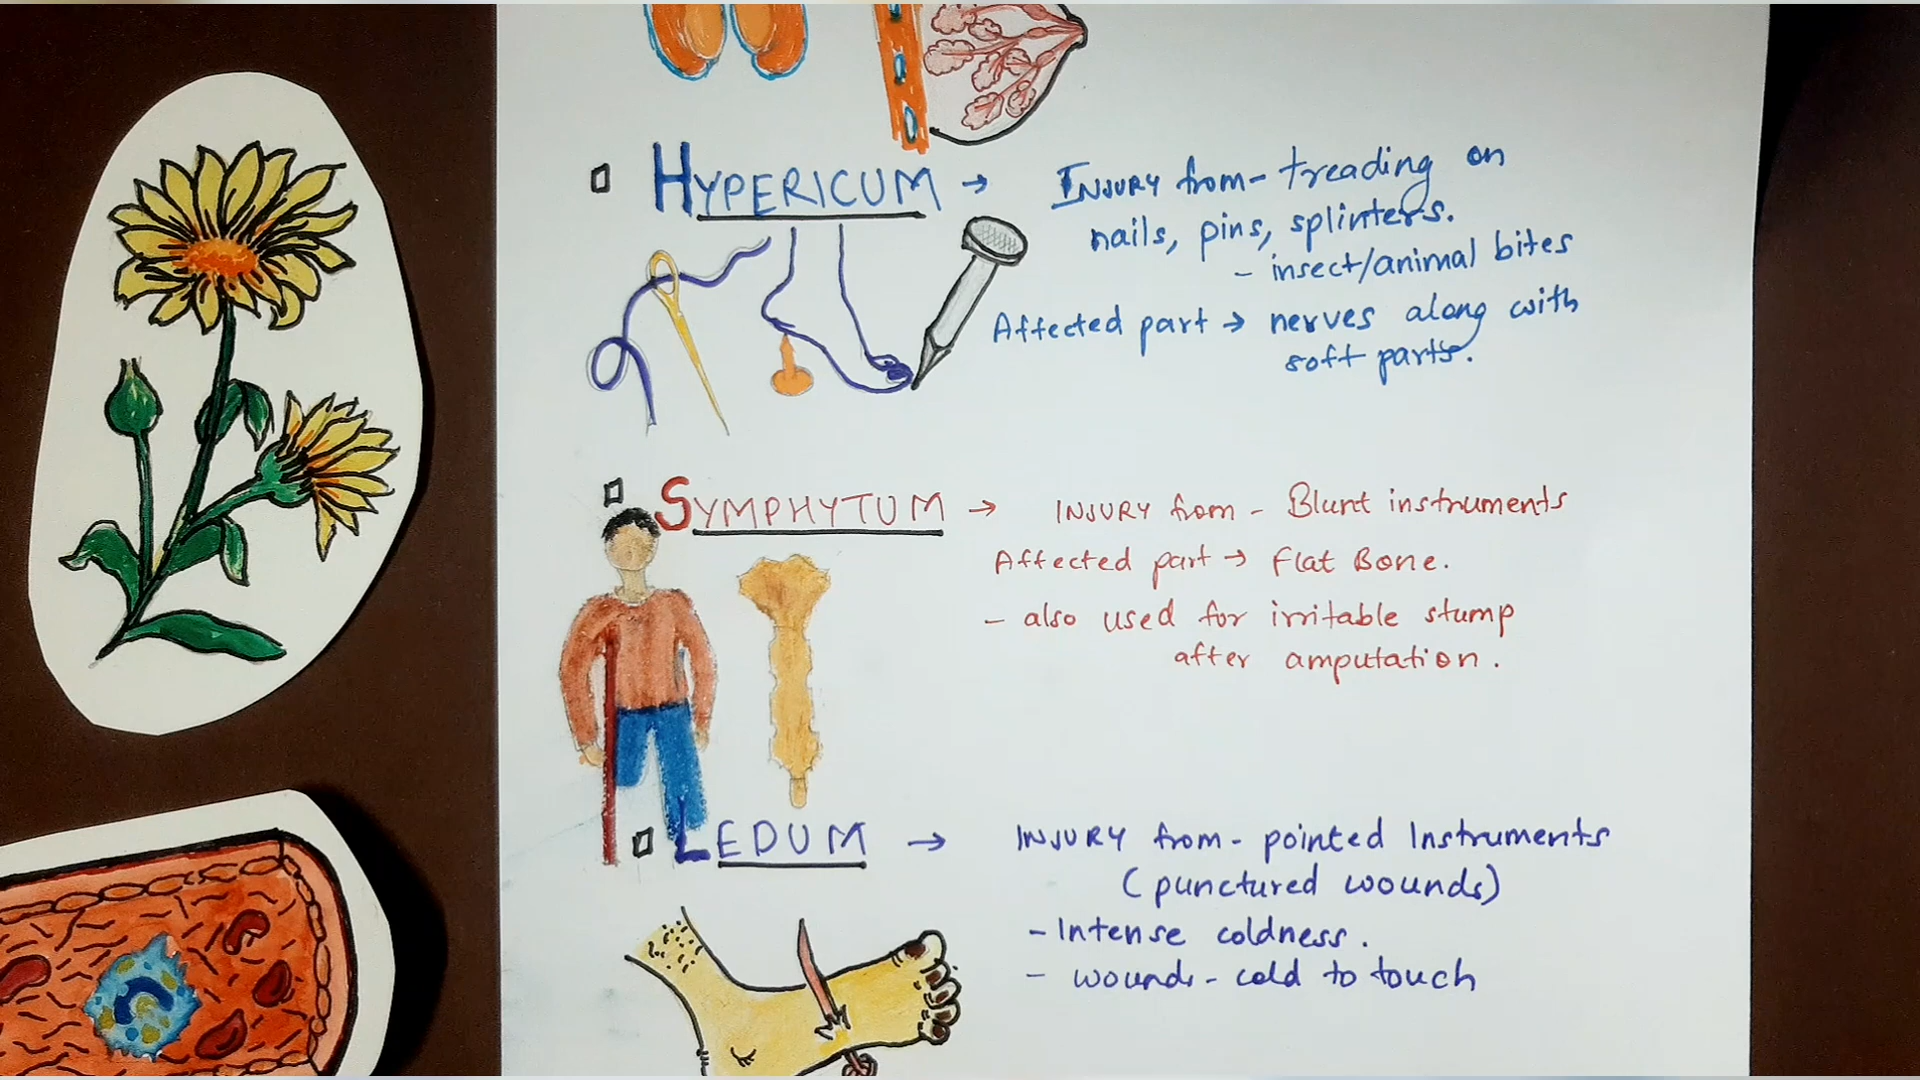 HYPERICUM → INJURY from - treading on
nails, pins, splinters.
- insect/animal bites
Affected part → nerves along with
soft parts.
SYMPHYTUM → INJURY from - Blunt instruments
Affected part → Flat Bone.
- also used for irritable stump
after amputation.
LEDUM → INJURY from - pointed Instruments
(punctured wounds)
- Intense coldness.
- wounds - cold to touch